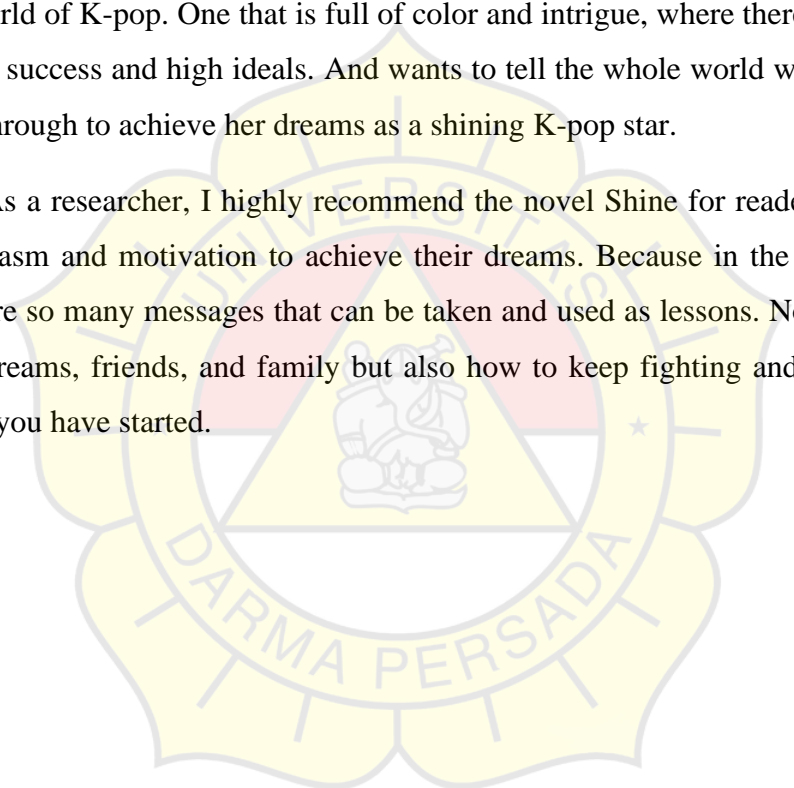 rld of K-pop. One that is full of color and intrigue, where there
success and high ideals. And wants to tell the whole world w
hrough to achieve her dreams as a shining K-pop star.
As a researcher, I highly recommend the novel Shine for reade
asm and motivation to achieve their dreams. Because in the
re so many messages that can be taken and used as lessons. No
reams, friends, and family but also how to keep fighting and
you have started.
UNIVERSITAS
DARMA PERSADA